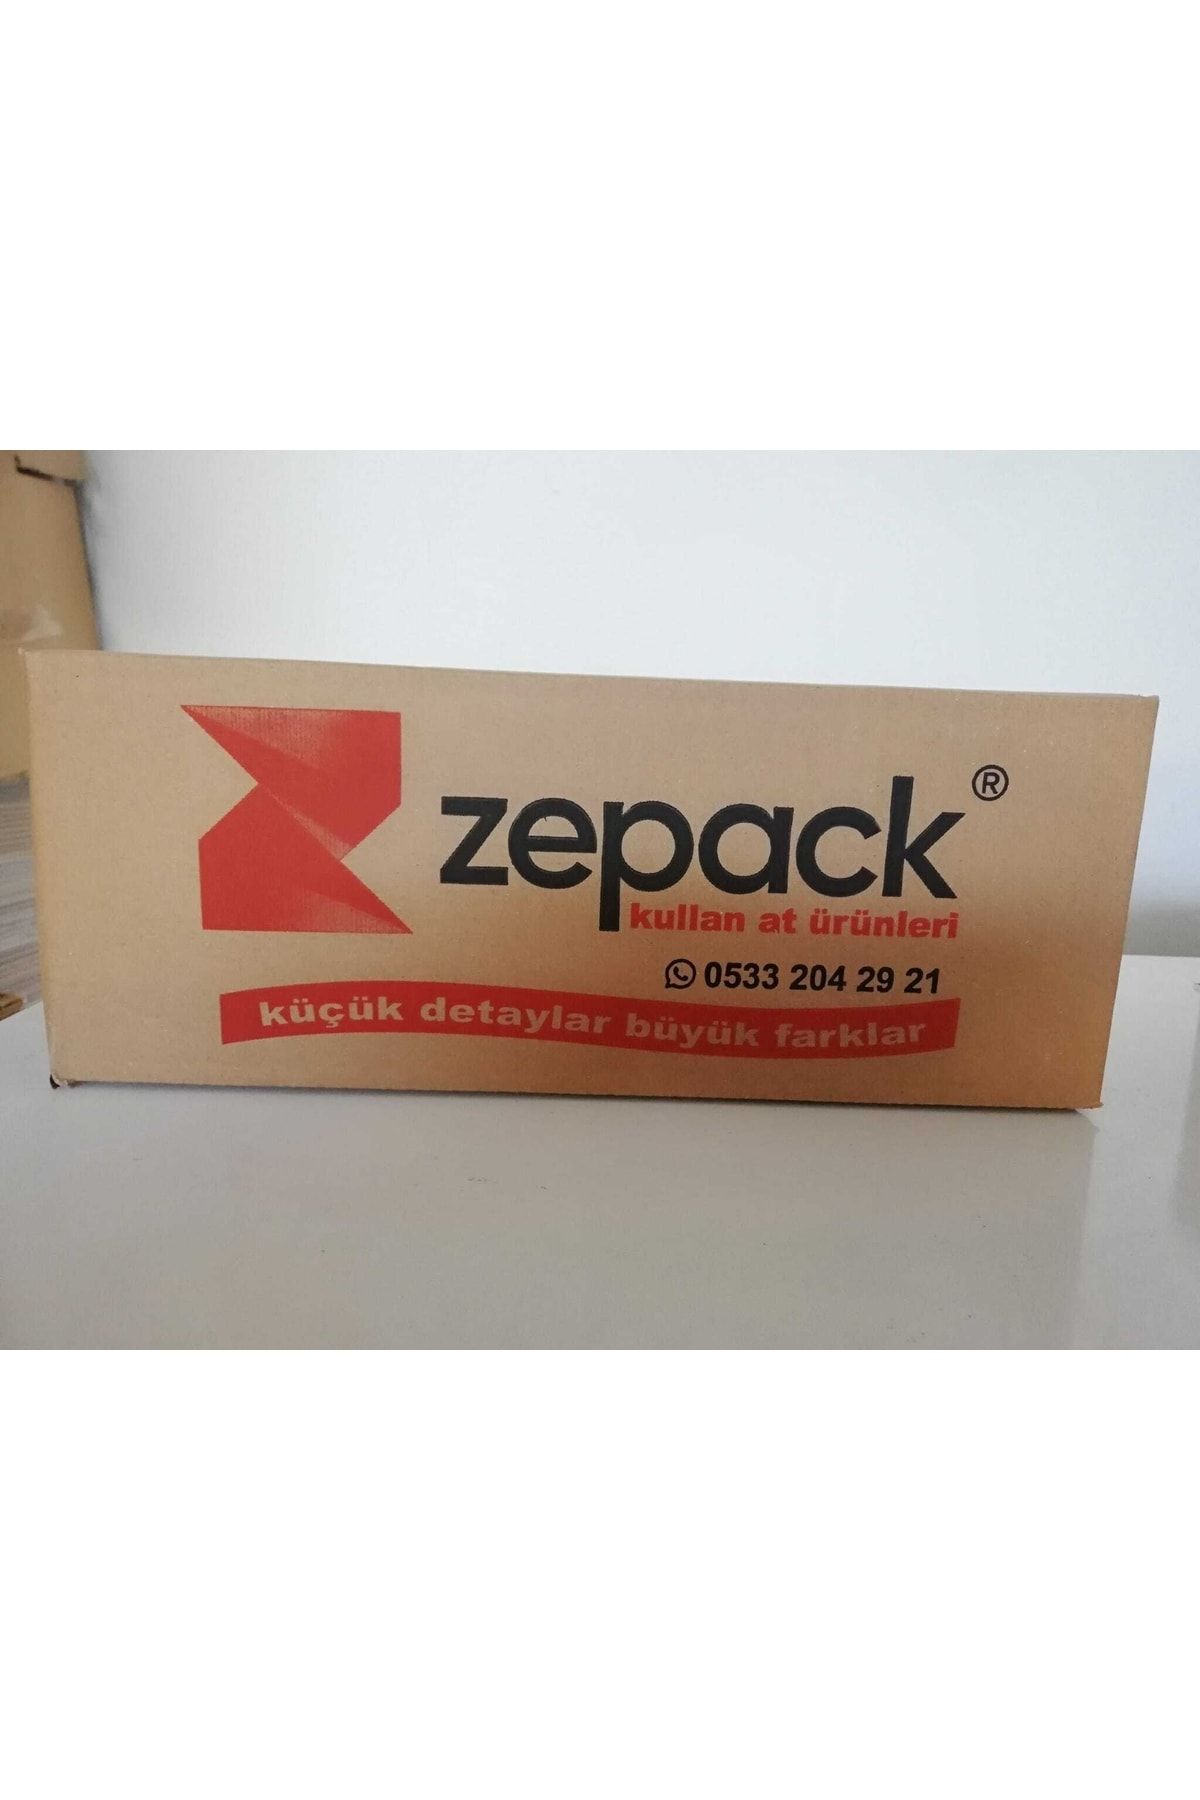 zepack®
kullan at ürünleri
0533 204 29 21
küçük detaylar büyük farklar